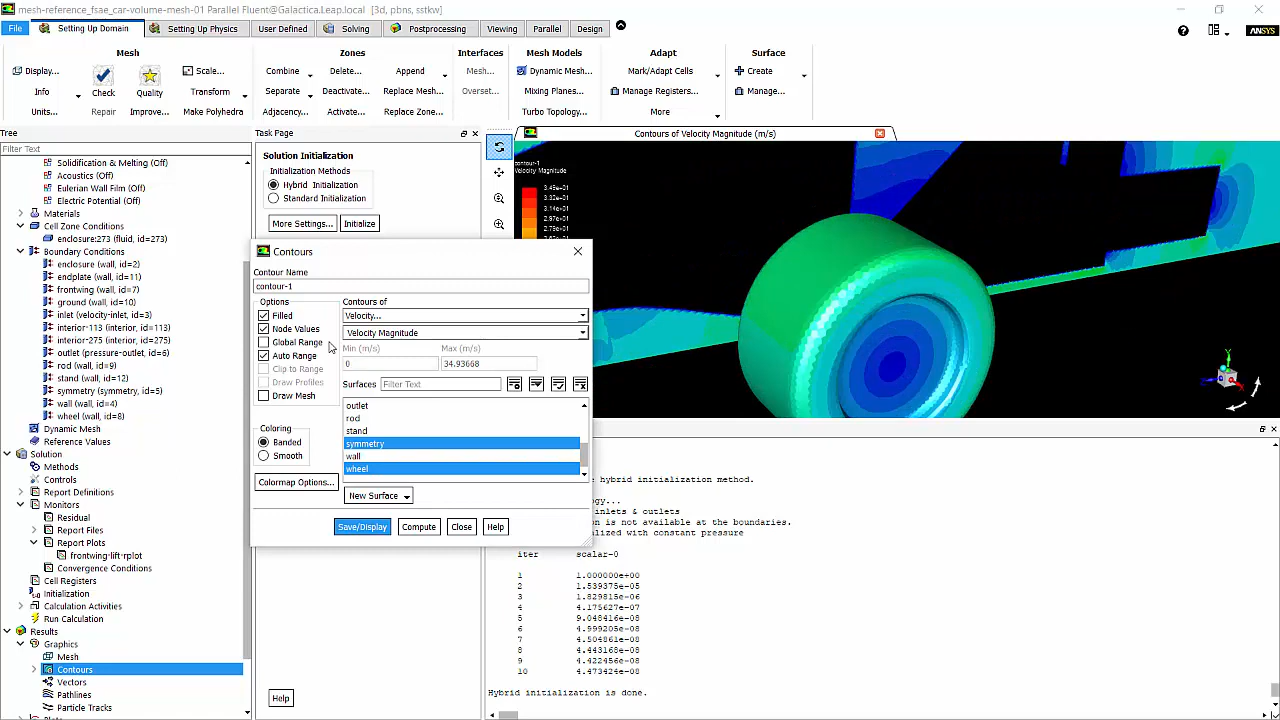 mesh-reference_fsae_car-volume-mesh-01 Parallel Fluent@Galactica.Leap.local [3d, pbns, sstkw]
File Setting Up Domain Setting Up Physics User Defined Solving Postprocessing Viewing Parallel Design
ANSYS
Mesh Zones Interfaces Mesh Models Adapt Surface
Display... Scale... Combine Delete... Append Mesh... Dynamic Mesh... Mark/Adapt Cells Create
Info Check Quality Transform Separate Deactivate... Replace Mesh... Overset... Mixing Planes... Manage Registers... Manage...
Units... Repair Improve... Make Polyhedra Adjacency... Activate... Replace Zone... Turbo Topology... More
Tree
Filter Text
Solidification & Melting (Off)
Acoustics (Off)
Eulerian Wall Film (Off)
Electric Potential (Off)
Materials
Cell Zone Conditions
enclosure:273 (fluid, id=273)
Boundary Conditions
enclosure (wall, id=2)
endplate (wall, id=11)
frontwing (wall, id=7)
ground (wall, id=10)
inlet (velocity-inlet, id=3)
interior-113 (interior, id=113)
interior-273 (interior, id=1)
outlet (pressure-outlet, id=6)
rod (wall, id=9)
stand (wall, id=12)
symmetry (symmetry, id=5)
wall (wall, id=4)
wheel (wall, id=8)
Dynamic Mesh
Reference Values
Solution
Methods
Controls
Report Definitions
Monitors
Residual
Report Files
Report Plots
frontwing-lift-rplot
Convergence Conditions
Cell Registers
Initialization
Calculation Activities
Run Calculation
Results
Graphics
Mesh
Contours
Vectors
Pathlines
Particle Tracks
Task Page
Solution Initialization
Initialization Methods
Hybrid Initialization
Standard Initialization
More Settings... Initialize
Contours
Contour Name
contour-1
Options
Filled
Node Values
Global Range
Auto Range
Clip to Range
Draw Profiles
Draw Mesh
Coloring
Banded
Smooth
Colormap Options...
Contours of
Velocity...
Velocity Magnitude
Min (m/s) Max (m/s)
0 34.93668
Surfaces Filter Text
outlet
rod
stand
symmetry
wall
wheel
New Surface
Save/Display Compute Close Help
Help
Contours of Velocity Magnitude (m/s)
contour-1
Velocity Magnitude
3.32e+01
3.14e+01
2.97e+01
hybrid initialization method.
ology...
inlets & outlets
on is not available at the boundaries.
alized with constant pressure
iter scalar-0
1 1.000000e+00
2 1.539375e-05
3 1.829815e-06
4 4.175627e-07
5 9.048416e-08
6 4.999205e-08
7 4.504861e-08
8 4.443168e-08
9 4.422456e-08
10 4.473424e-08
Hybrid initialization is done.